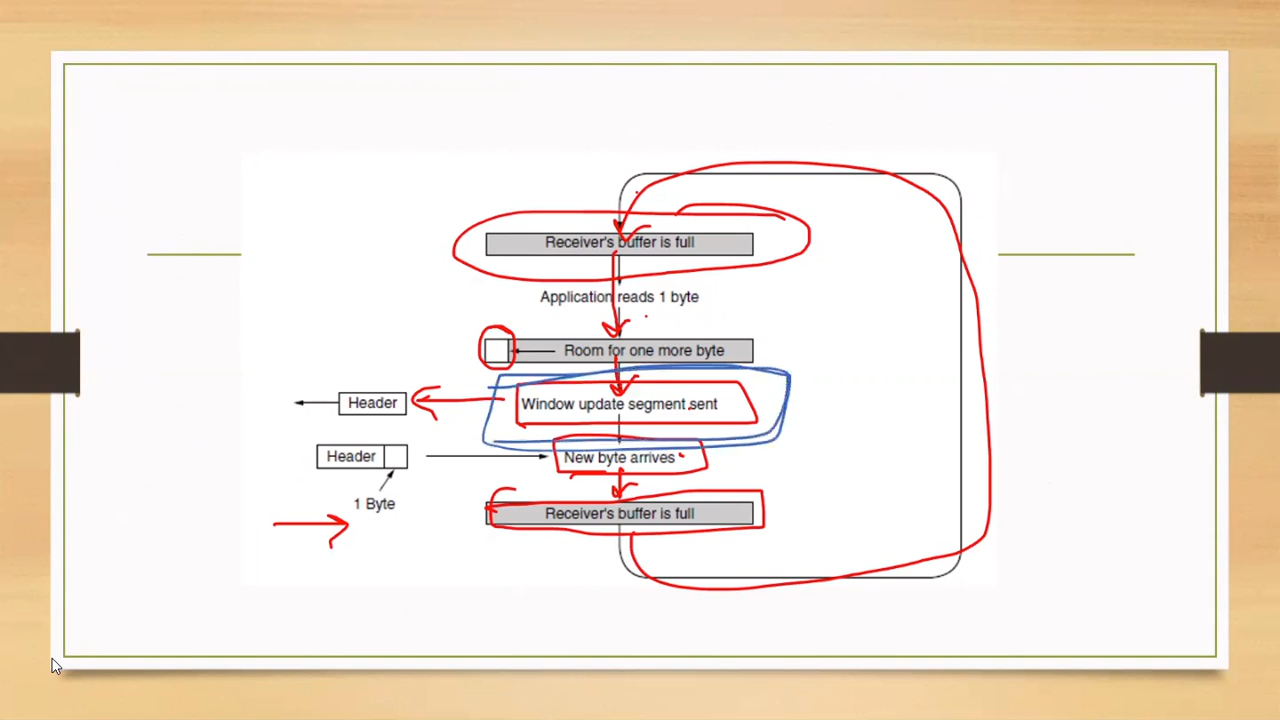 Receiver's buffer is full
Application reads 1 byte
Room for one more byte
Header
Window update segment sent
Header
New byte arrives
1 Byte
Receiver's buffer is full